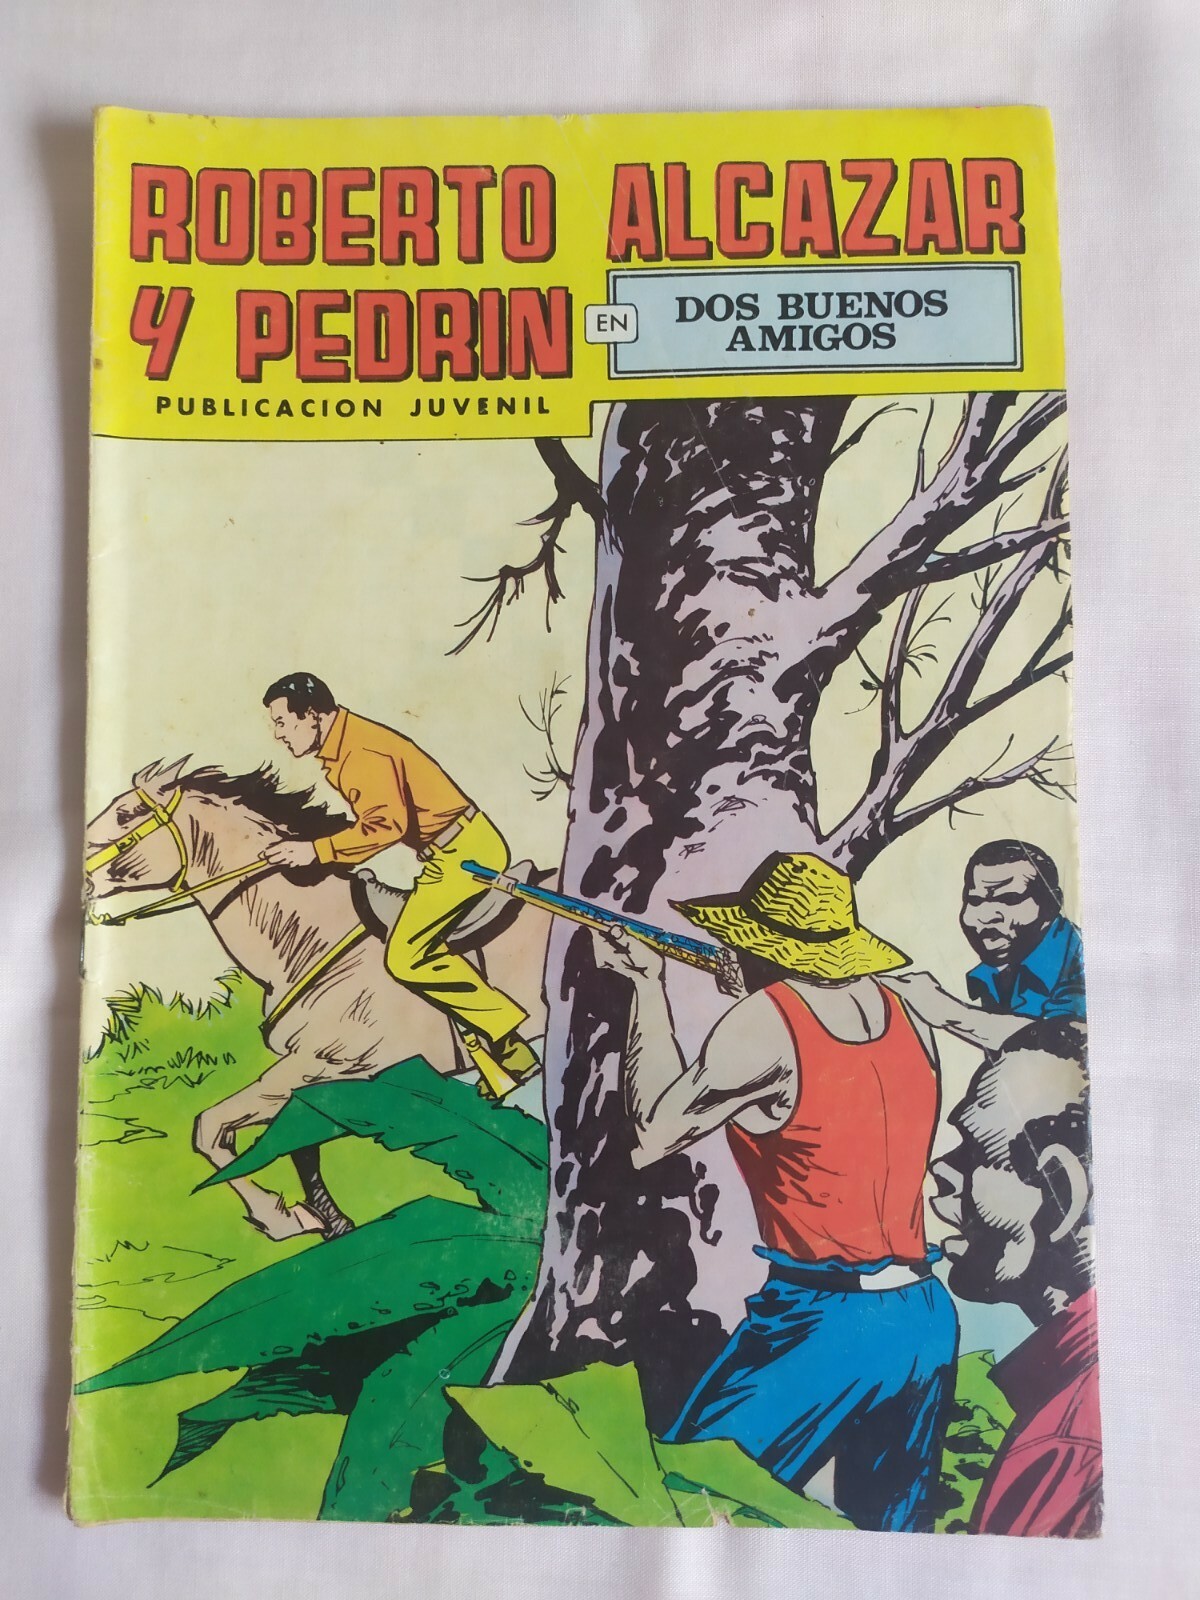 ROBERTO ALCAZAR
Y PEDRIN
EN
DOS BUENOS
AMIGOS
PUBLICACION JUVENIL